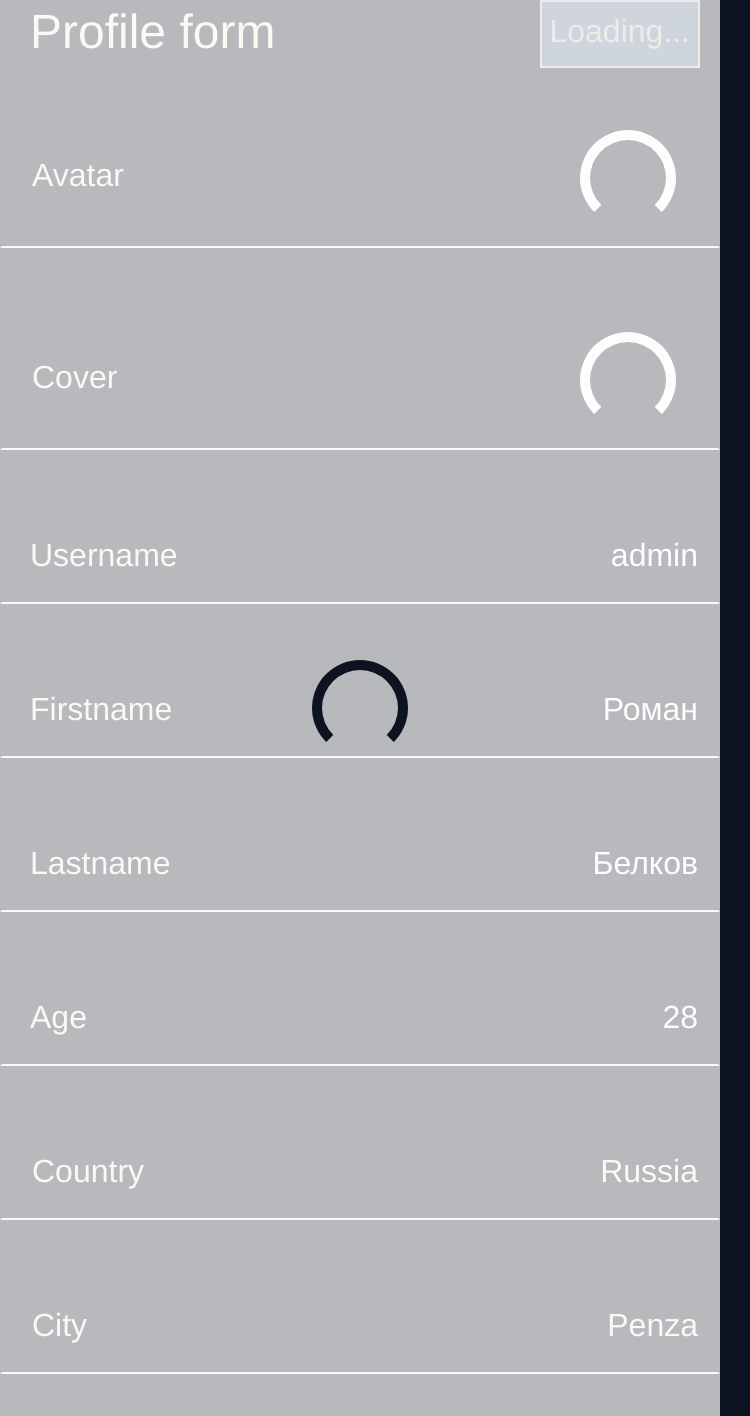 Profile form
Loading...
Avatar
Cover
Username admin
Firstname Роман
Lastname Белков
Age 28
Country Russia
City Penza